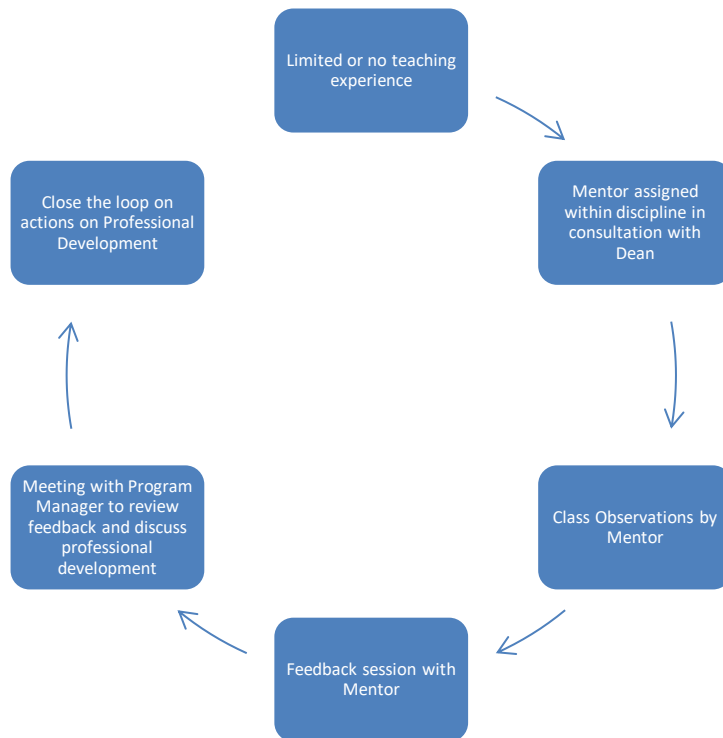 Limited or no teaching
experience
Mentor assigned
within discipline in
consultation with
Dean
Class Observations by
Mentor
Feedback session with
Mentor
Meeting with Program
Manager to review
feedback and discuss
professional
development
Close the loop on
actions on Professional
Development